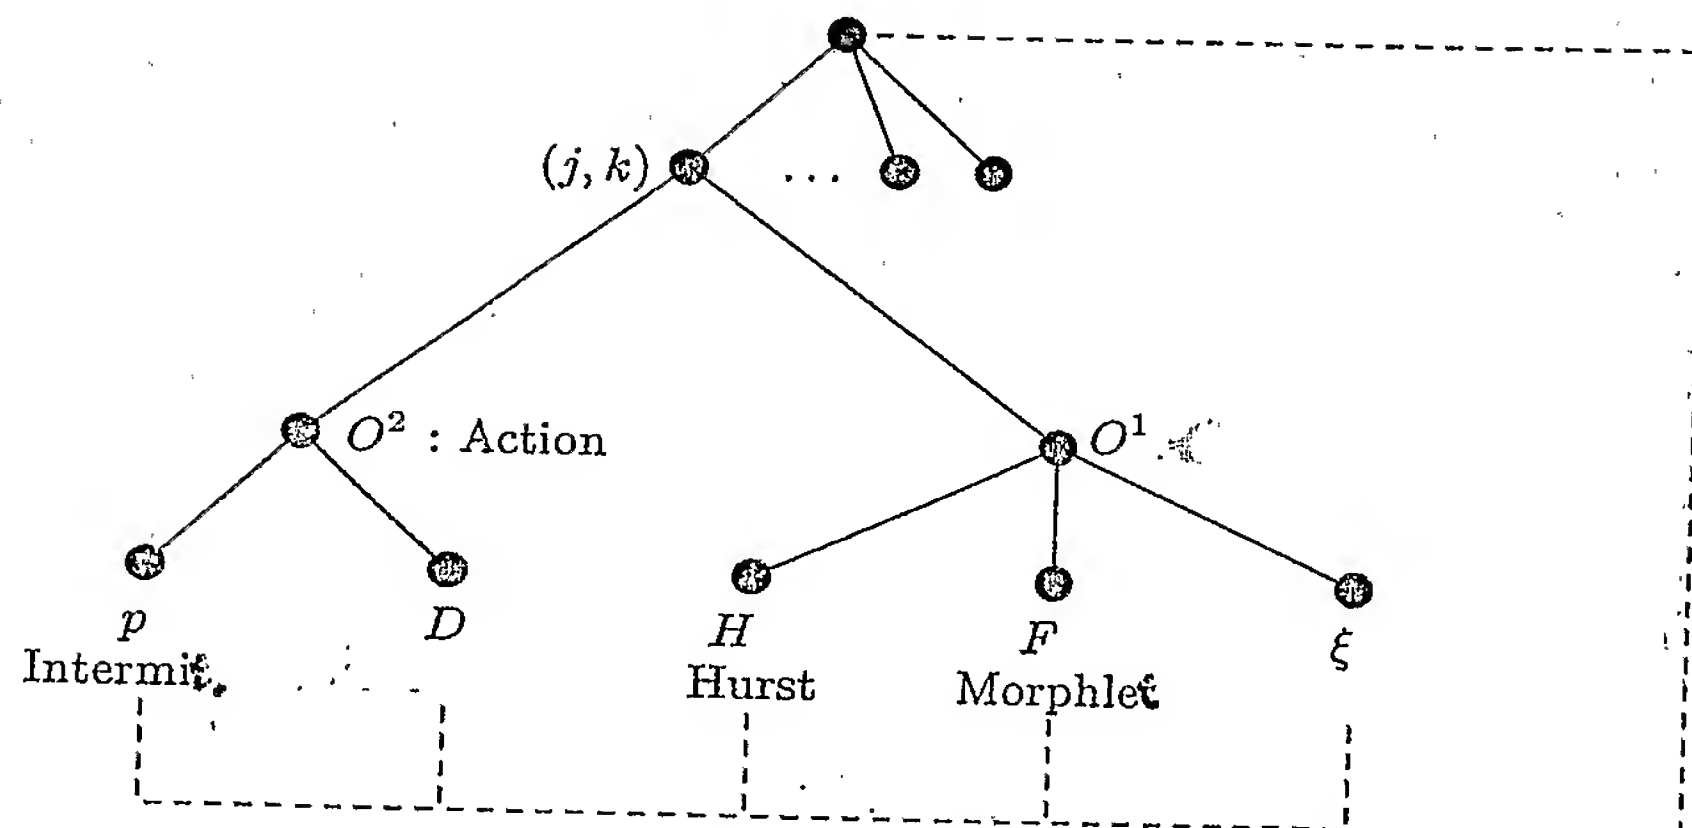 (j, k) ...
O² : Action O¹
p D H F ξ
Hurst Morphlet